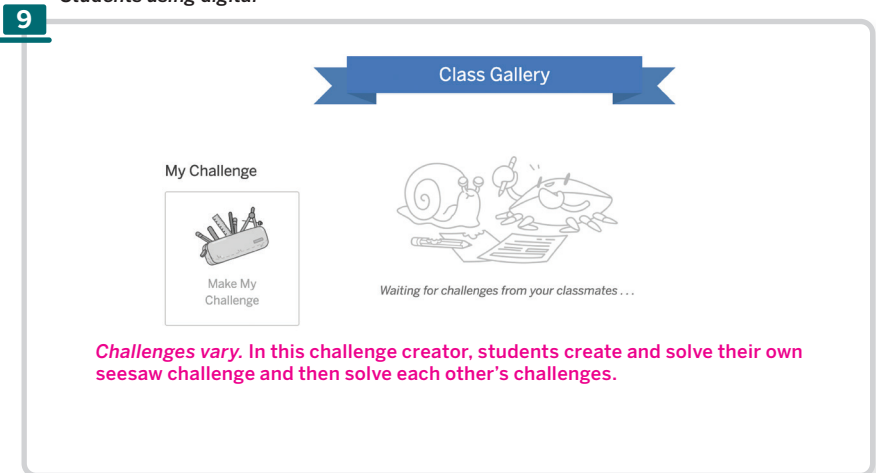 Students using digital
9
Class Gallery
My Challenge
Make My
Challenge
Waiting for challenges from your classmates . . .
Challenges vary. In this challenge creator, students create and solve their own
seesaw challenge and then solve each other's challenges.